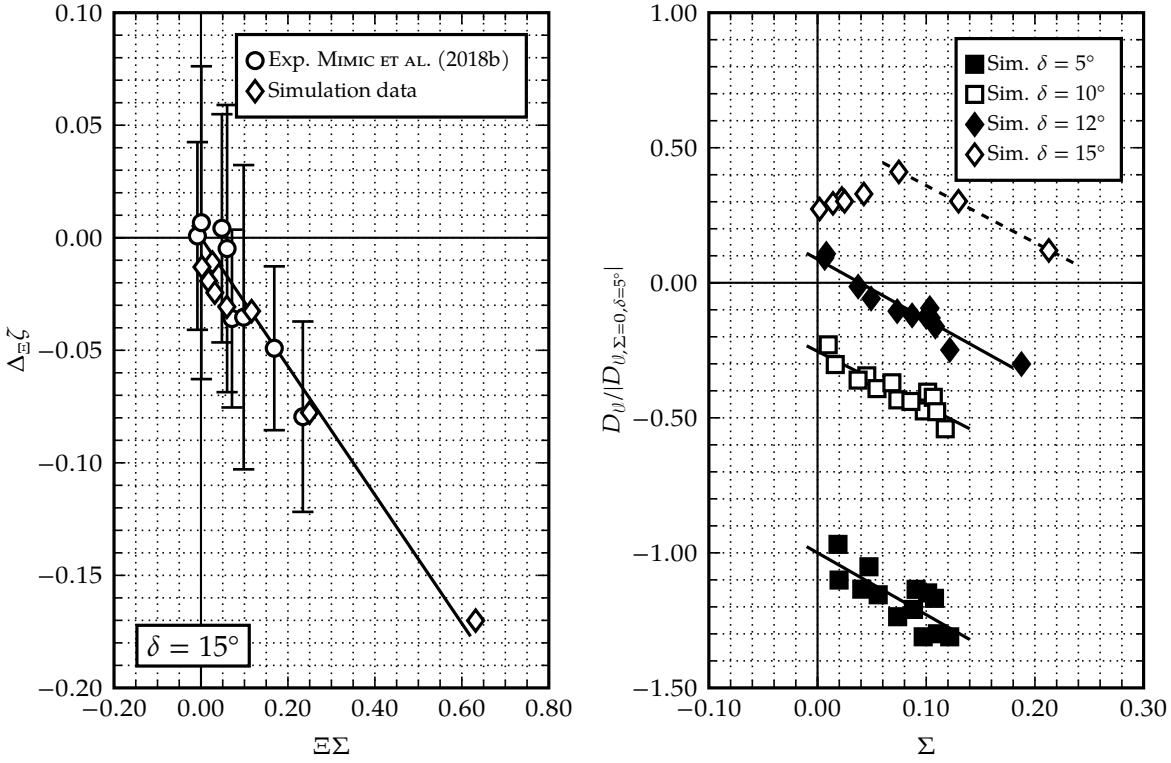 0.10
0.05
0.00
−0.05
−0.10
−0.15
−0.20
−0.20
0.00
0.20
0.40
0.60
0.80
Δ_Ξ ζ
ΞΣ
Exp. Mimic et al. (2018b)
Simulation data
δ = 15°
1.00
0.50
0.00
−0.50
−1.00
−1.50
−0.10
0.00
0.10
0.20
0.30
D_ϑ/|D_ϑ,Σ=0,δ=5°|
Σ
Sim. δ = 5°
Sim. δ = 10°
Sim. δ = 12°
Sim. δ = 15°